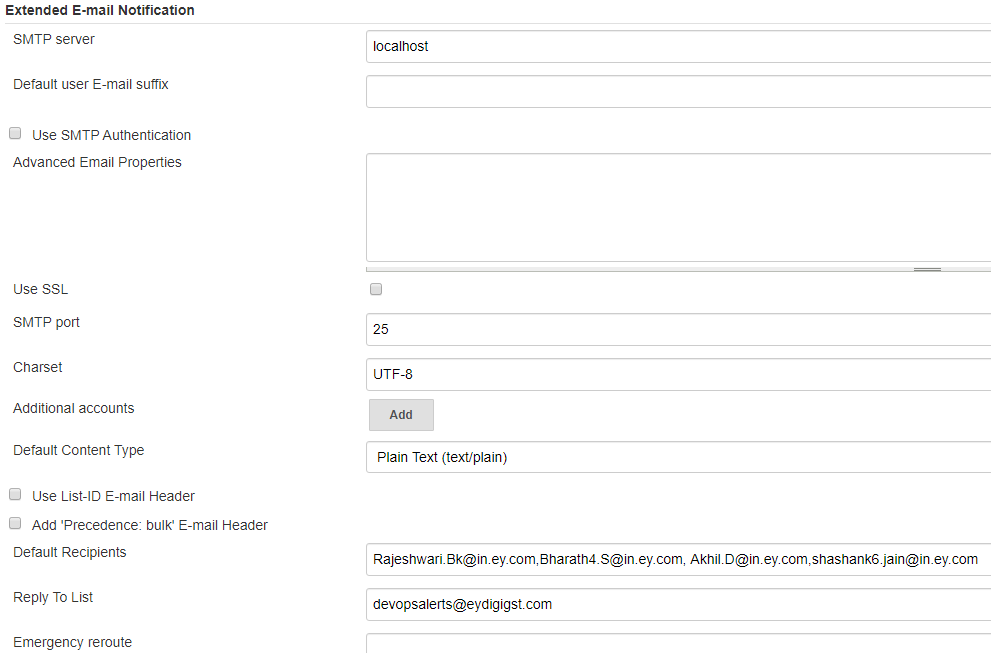 Extended E-mail Notification
SMTP server
localhost
Default user E-mail suffix
Use SMTP Authentication
Advanced Email Properties
Use SSL
SMTP port
25
Charset
UTF-8
Additional accounts
Add
Default Content Type
Plain Text (text/plain)
Use List-ID E-mail Header
Add 'Precedence: bulk' E-mail Header
Default Recipients
Rajeshwari.Bk@in.ey.com,Bharath4.S@in.ey.com, Akhil.D@in.ey.com,shashank6.jain@in.ey.com
Reply To List
devopsalerts@eydigigst.com
Emergency reroute